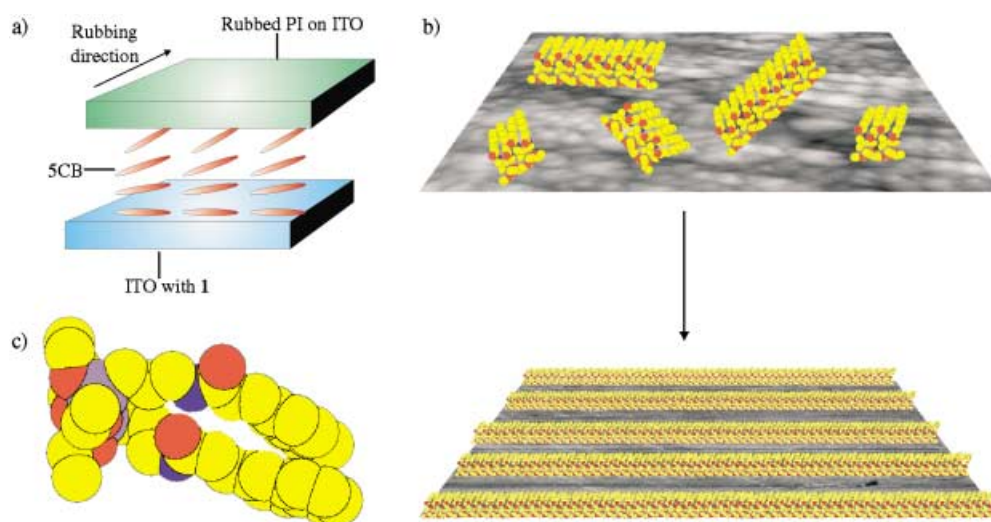 a)
Rubbed PI on ITO
Rubbing
direction
5CB
ITO with 1
b)
c)